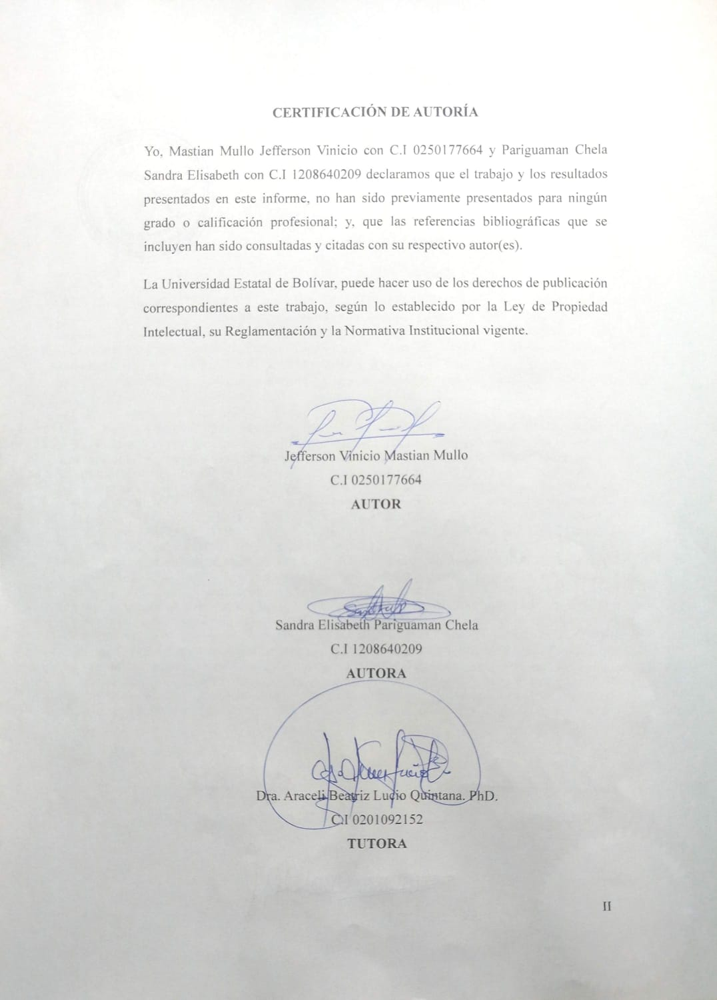 CERTIFICACIÓN DE AUTORÍA
Yo, Mastian Mullo Jefferson Vinicio con C.I 0250177664 y Pariguaman Chela
Sandra Elisabeth con C.I 1208640209 declaramos que el trabajo y los resultados
presentados en este informe, no han sido previamente presentados para ningún
grado o calificación profesional; y, que las referencias bibliográficas que se
incluyen han sido consultadas y citadas con su respectivo autor(es).
La Universidad Estatal de Bolívar, puede hacer uso de los derechos de publicación
correspondientes a este trabajo, según lo establecido por la Ley de Propiedad
Intelectual, su Reglamentación y la Normativa Institucional vigente.
Jefferson Vinicio Mastian Mullo
C.I 0250177664
AUTOR
Sandra Elisabeth Pariguaman Chela
C.I 1208640209
AUTORA
Dra. Araceli Beatriz Lucio Quintana. PhD.
C.I 0201092152
TUTORA
II